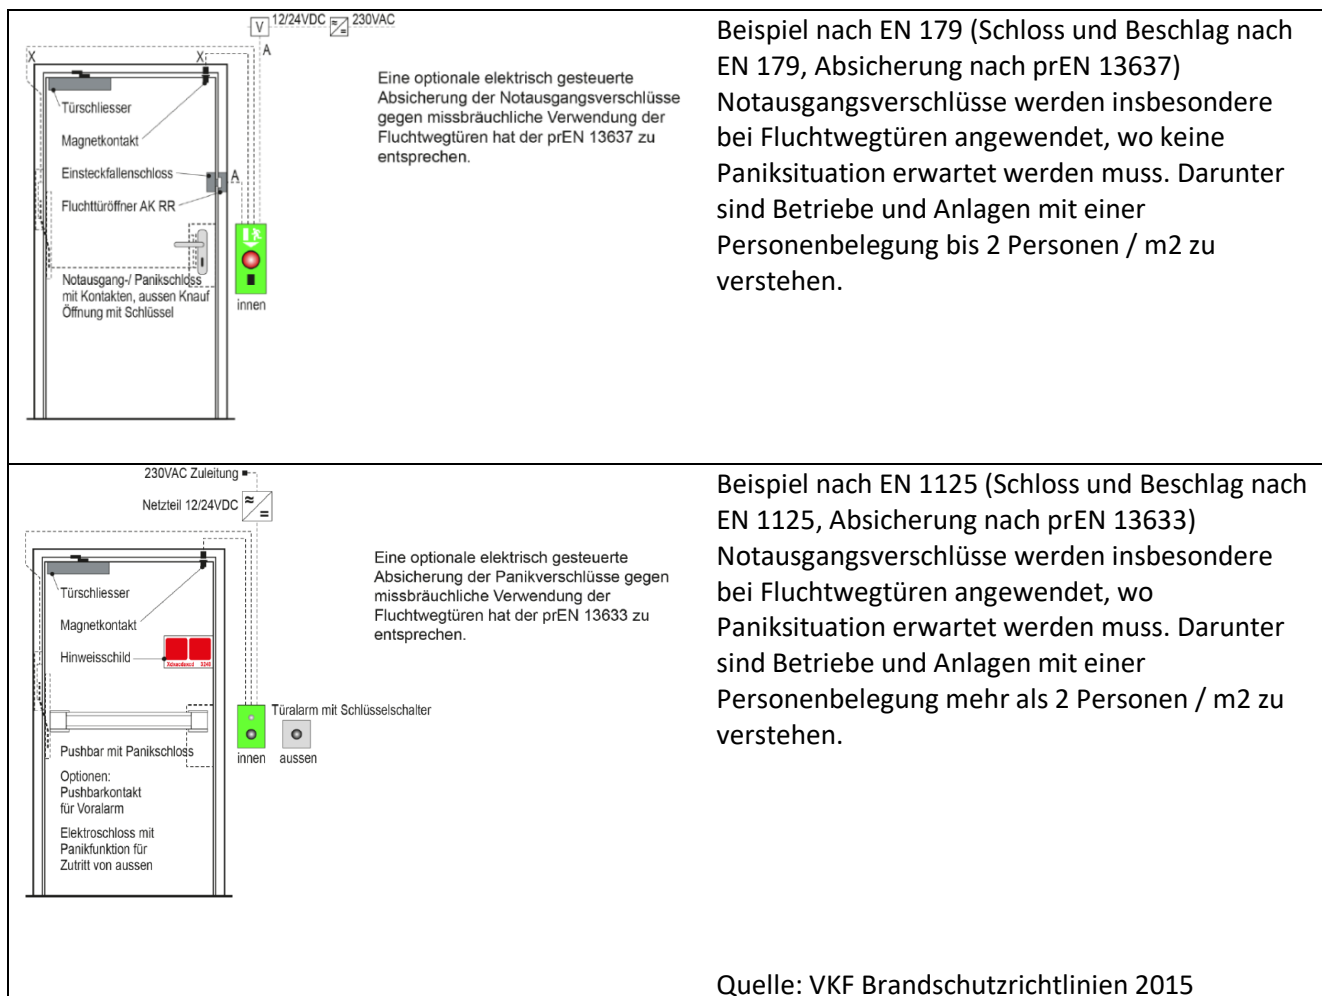 V 12/24VDC 230VAC
A
X X
Türschliesser
Magnetkontakt
Einsteckfallenschloss
A
Fluchttüröffner AK RR
Notausgang-/ Panikschloss
mit Kontakten, aussen Knauf
Öffnung mit Schlüssel
innen
Eine optionale elektrisch gesteuerte
Absicherung der Notausgangsverschlüsse
gegen missbräuchliche Verwendung der
Fluchtwegtüren hat der prEN 13637 zu
entsprechen.
Beispiel nach EN 179 (Schloss und Beschlag nach
EN 179, Absicherung nach prEN 13637)
Notausgangsverschlüsse werden insbesondere
bei Fluchtwegtüren angewendet, wo keine
Paniksituation erwartet werden muss. Darunter
sind Betriebe und Anlagen mit einer
Personenbelegung bis 2 Personen / m2 zu
verstehen.
230VAC Zuleitung
Netzteil 12/24VDC
Türschliesser
Magnetkontakt
Hinweisschild
Türalarm mit Schlüsselschalter
innen aussen
Pushbar mit Panikschloss
Optionen:
Pushbarkontakt
für Voralarm
Elektroschloss mit
Panikfunktion für
Zutritt von aussen
Eine optionale elektrisch gesteuerte
Absicherung der Panikverschlüsse gegen
missbräuchliche Verwendung der
Fluchtwegtüren hat der prEN 13633 zu
entsprechen.
Beispiel nach EN 1125 (Schloss und Beschlag nach
EN 1125, Absicherung nach prEN 13633)
Notausgangsverschlüsse werden insbesondere
bei Fluchtwegtüren angewendet, wo
Paniksituation erwartet werden muss. Darunter
sind Betriebe und Anlagen mit einer
Personenbelegung mehr als 2 Personen / m2 zu
verstehen.
Quelle: VKF Brandschutzrichtlinien 2015